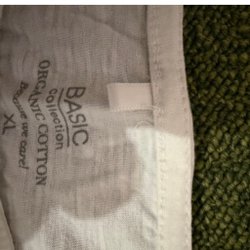 BASIC
Collection
ORGANIC COTTON
Because we care!
XL